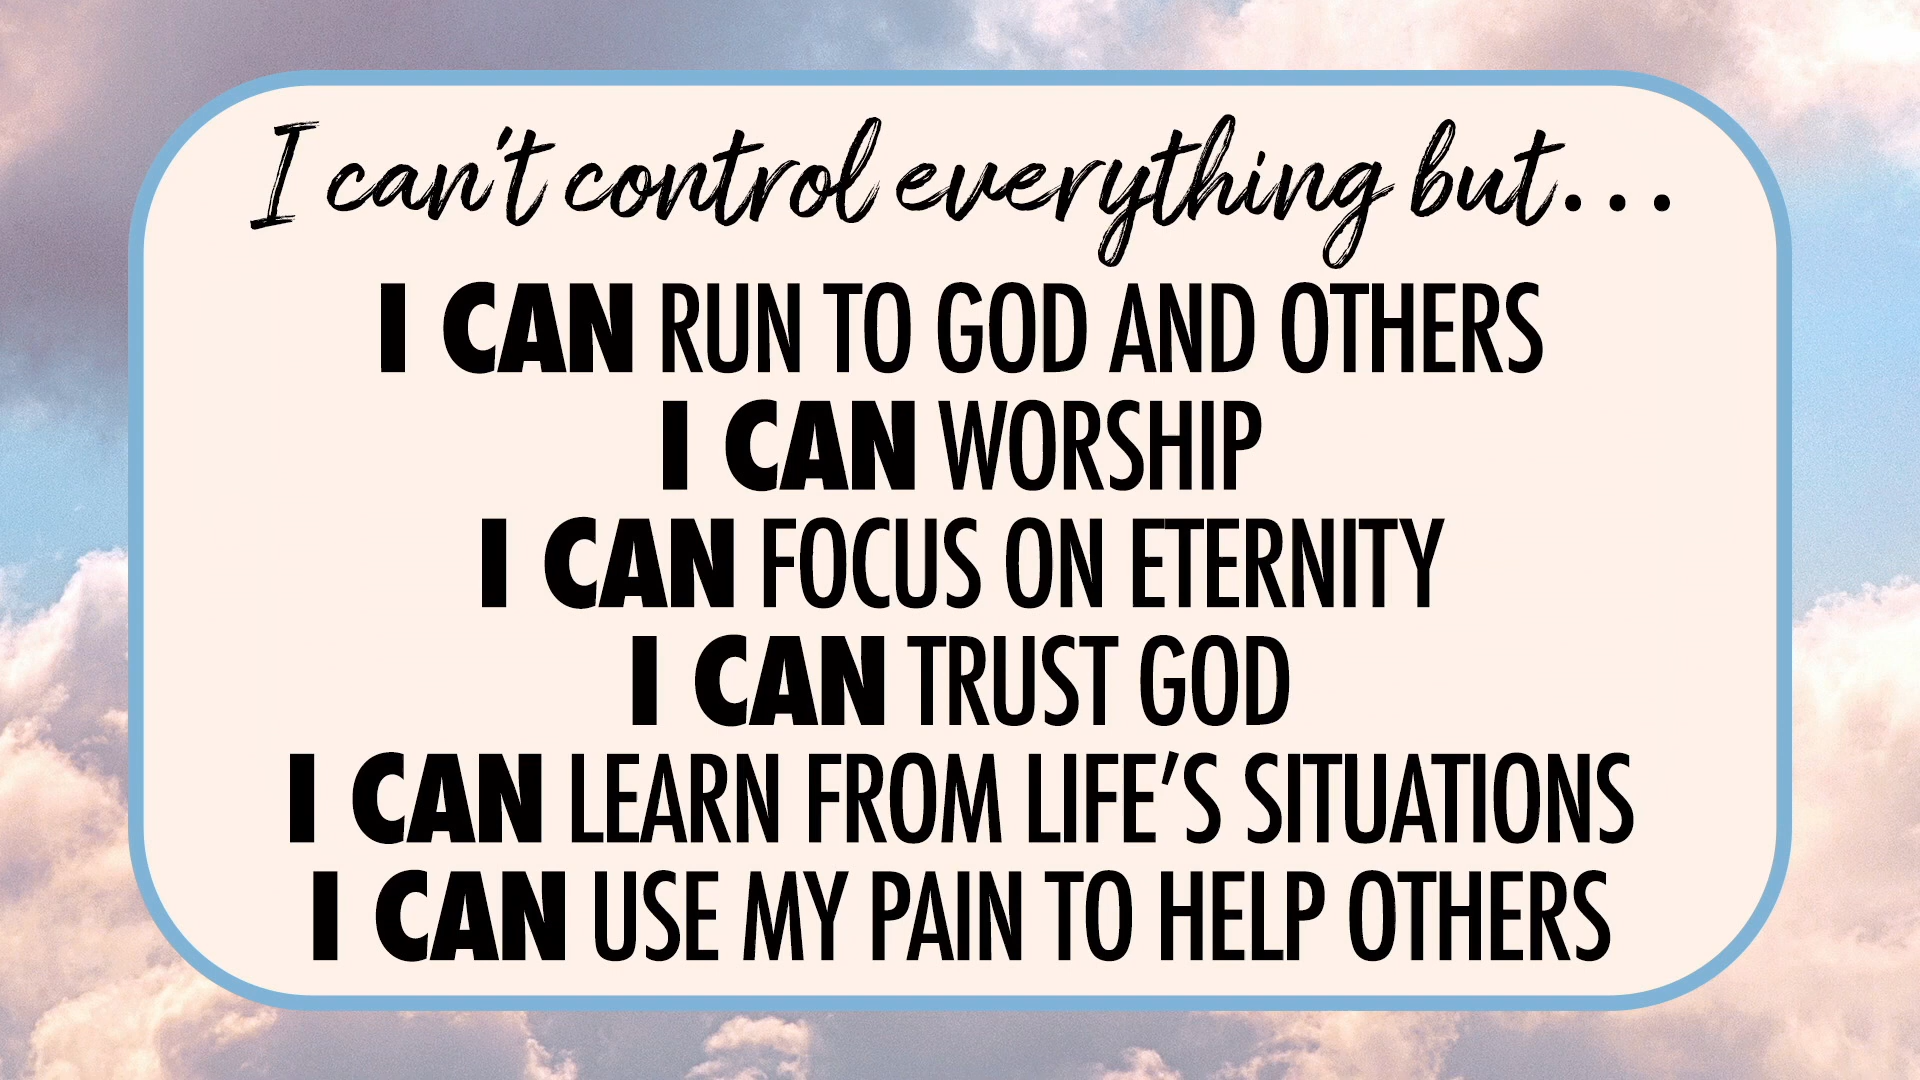 I can't control everything but...
I CAN RUN TO GOD AND OTHERS
I CAN WORSHIP
I CAN FOCUS ON ETERNITY
I CAN TRUST GOD
I CAN LEARN FROM LIFE’S SITUATIONS
I CAN USE MY PAIN TO HELP OTHERS